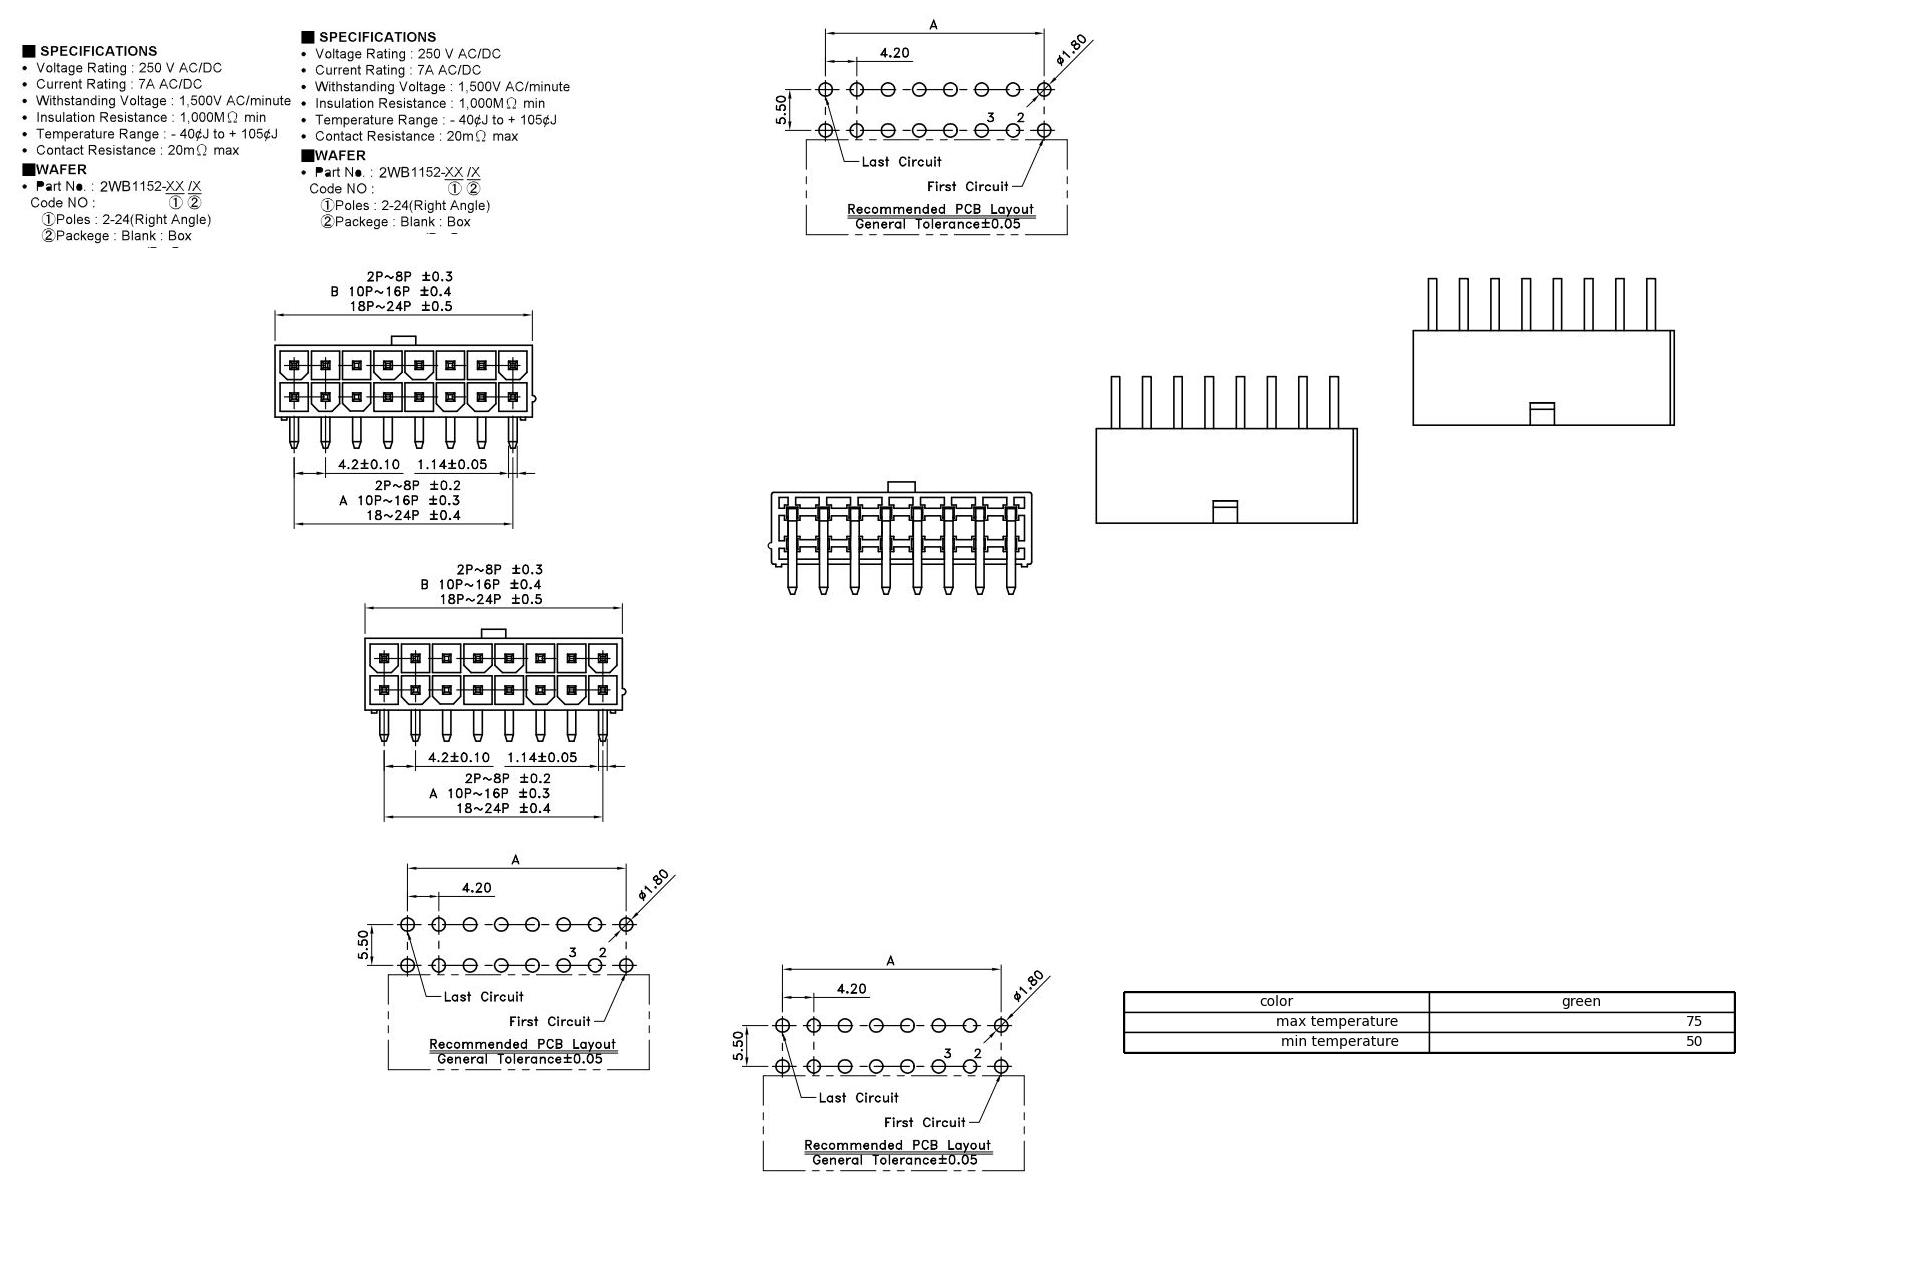 ■ SPECIFICATIONS
• Voltage Rating : 250 V AC/DC
• Current Rating : 7A AC/DC
• Withstanding Voltage : 1,500V AC/minute
• Insulation Resistance : 1,000MΩ min
• Temperature Range : - 40¢J to + 105¢J
• Contact Resistance : 20mΩ max
■WAFER
• Part No. : 2WB1152-XX /X
Code NO : ① ②
①Poles : 2-24(Right Angle)
②Packege : Blank : Box
■ SPECIFICATIONS
• Voltage Rating : 250 V AC/DC
• Current Rating : 7A AC/DC
• Withstanding Voltage : 1,500V AC/minute
• Insulation Resistance : 1,000MΩ min
• Temperature Range : - 40¢J to + 105¢J
• Contact Resistance : 20mΩ max
■WAFER
• Part No. : 2WB1152-XX /X
Code NO : ① ②
①Poles : 2-24(Right Angle)
②Packege : Blank : Box
A
4.20
ø1.80
5.50
3 2
Last Circuit
First Circuit
Recommended PCB Layout
General Tolerance±0.05
2P~8P ±0.3
B 10P~16P ±0.4
18P~24P ±0.5
4.2±0.10 1.14±0.05
2P~8P ±0.2
A 10P~16P ±0.3
18~24P ±0.4
2P~8P ±0.3
B 10P~16P ±0.4
18P~24P ±0.5
4.2±0.10 1.14±0.05
2P~8P ±0.2
A 10P~16P ±0.3
18~24P ±0.4
A
4.20
ø1.80
5.50
3 2
Last Circuit
First Circuit
Recommended PCB Layout
General Tolerance±0.05
A
4.20
ø1.80
5.50
3 2
Last Circuit
First Circuit
Recommended PCB Layout
General Tolerance±0.05
color green
max temperature 75
min temperature 50